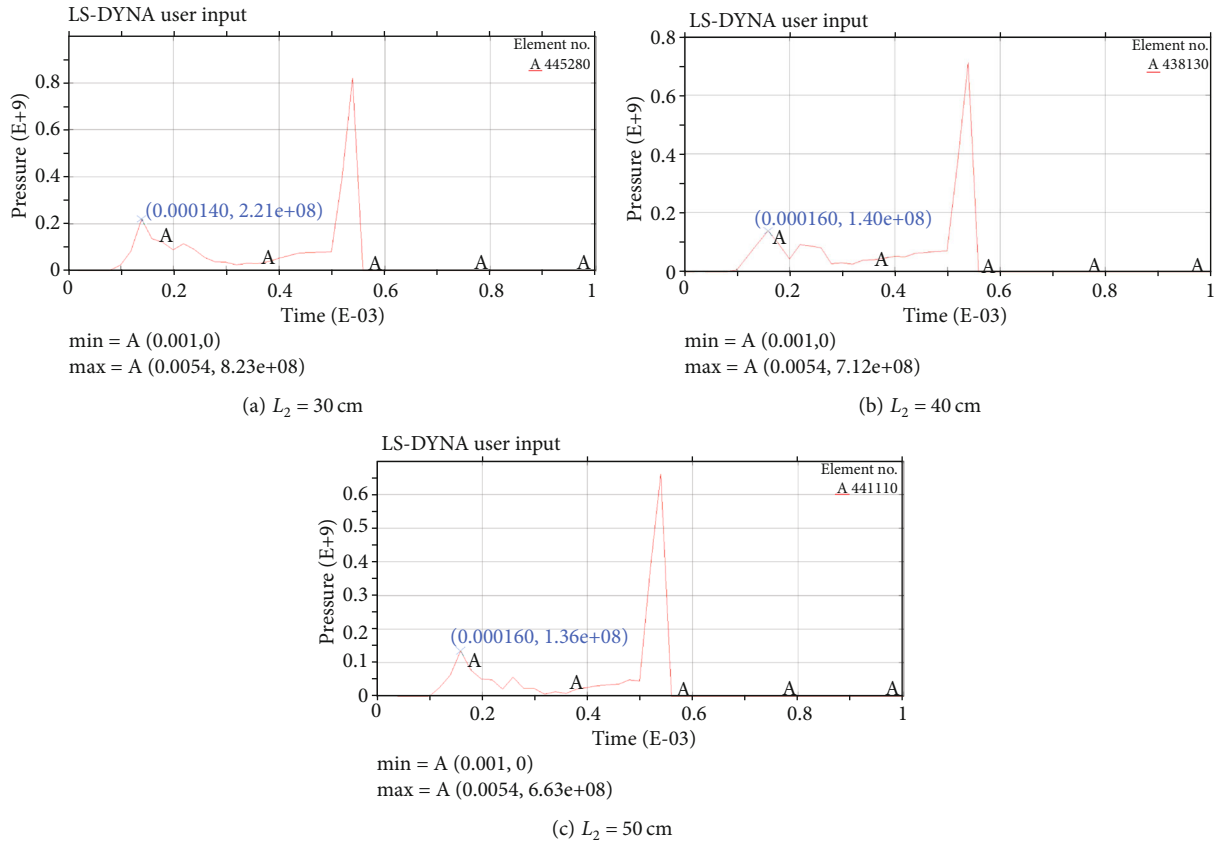 LS-DYNA user input
Element no.
A 445280
Pressure (E+9)
0.8
0.6
0.4
0.2
0
(0.000140, 2.21e+08)
A
A
A
A
A
0
0.2
0.4
0.6
0.8
1
Time (E-03)
min = A (0.001,0)
max = A (0.0054, 8.23e+08)
(a) L₂ = 30 cm
LS-DYNA user input
Element no.
A 438130
Pressure (E+9)
0.8
0.6
0.4
0.2
0
(0.000160, 1.40e+08)
A
A
A
A
A
0
0.2
0.4
0.6
0.8
1
Time (E-03)
min = A (0.001,0)
max = A (0.0054, 7.12e+08)
(b) L₂ = 40 cm
LS-DYNA user input
Element no.
A 441110
Pressure (E+9)
0.6
0.5
0.4
0.3
0.2
0.1
0
(0.000160, 1.36e+08)
A
A
A
A
A
0
0.2
0.4
0.6
0.8
1
Time (E-03)
min = A (0.001, 0)
max = A (0.0054, 6.63e+08)
(c) L₂ = 50 cm